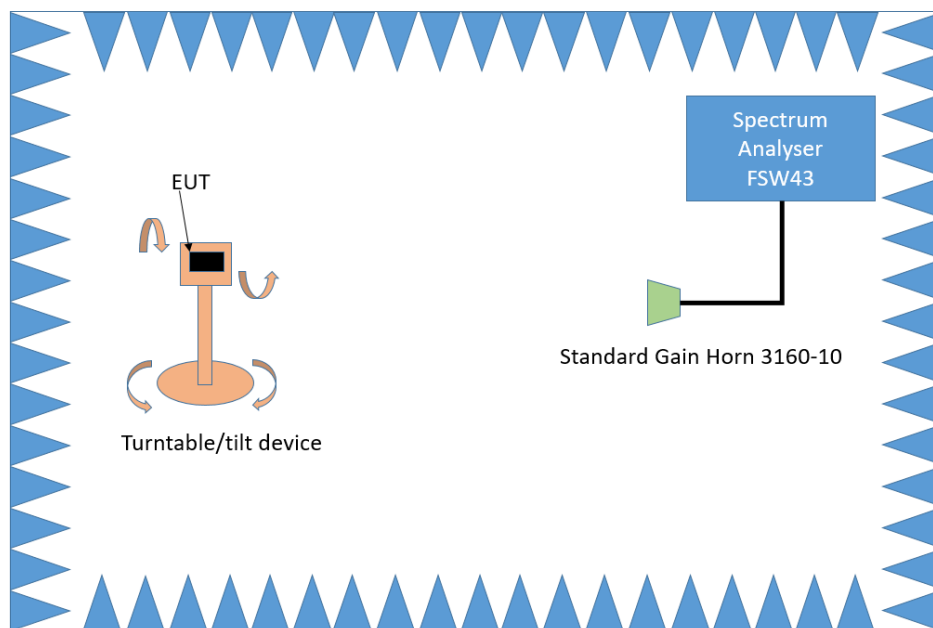 Spectrum
Analyser
FSW43
EUT
Standard Gain Horn 3160-10
Turntable/tilt device